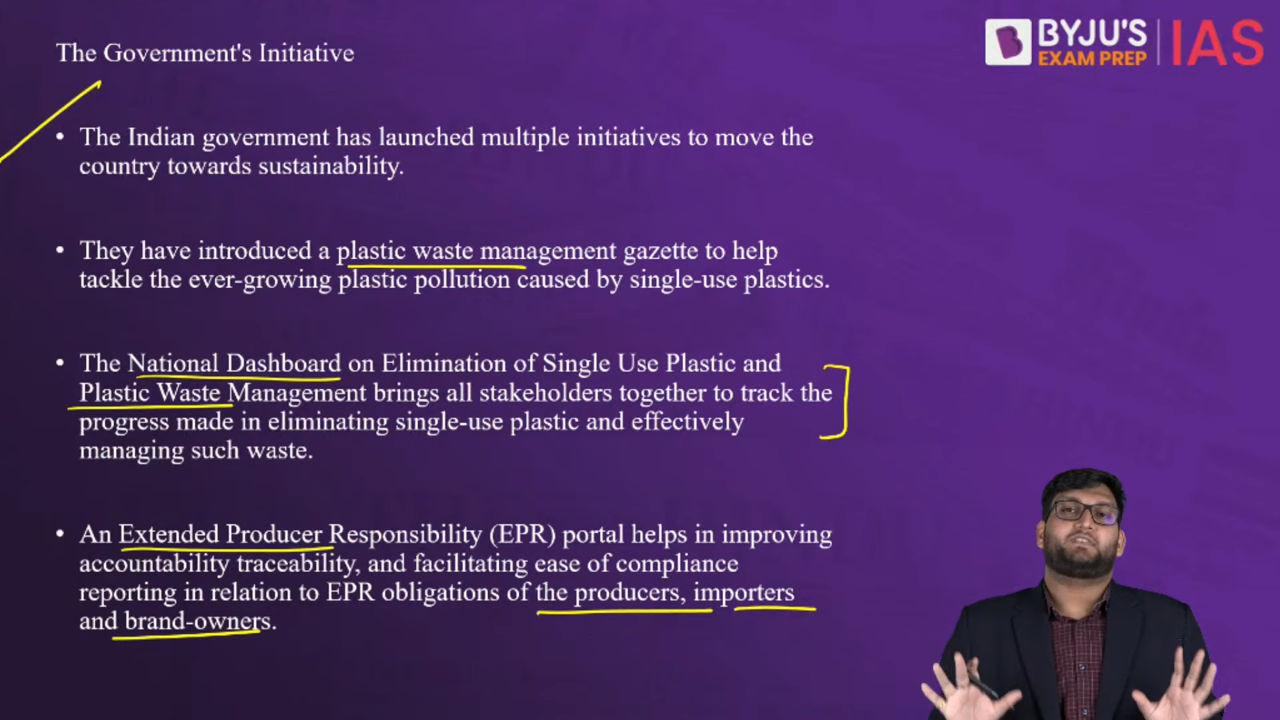 The Government's Initiative
BYJU'S
EXAM PREP
IAS
• The Indian government has launched multiple initiatives to move the
country towards sustainability.
• They have introduced a plastic waste management gazette to help
tackle the ever-growing plastic pollution caused by single-use plastics.
• The National Dashboard on Elimination of Single Use Plastic and
Plastic Waste Management brings all stakeholders together to track the
progress made in eliminating single-use plastic and effectively
managing such waste.
• An Extended Producer Responsibility (EPR) portal helps in improving
accountability traceability, and facilitating ease of compliance
reporting in relation to EPR obligations of the producers, importers
and brand-owners.